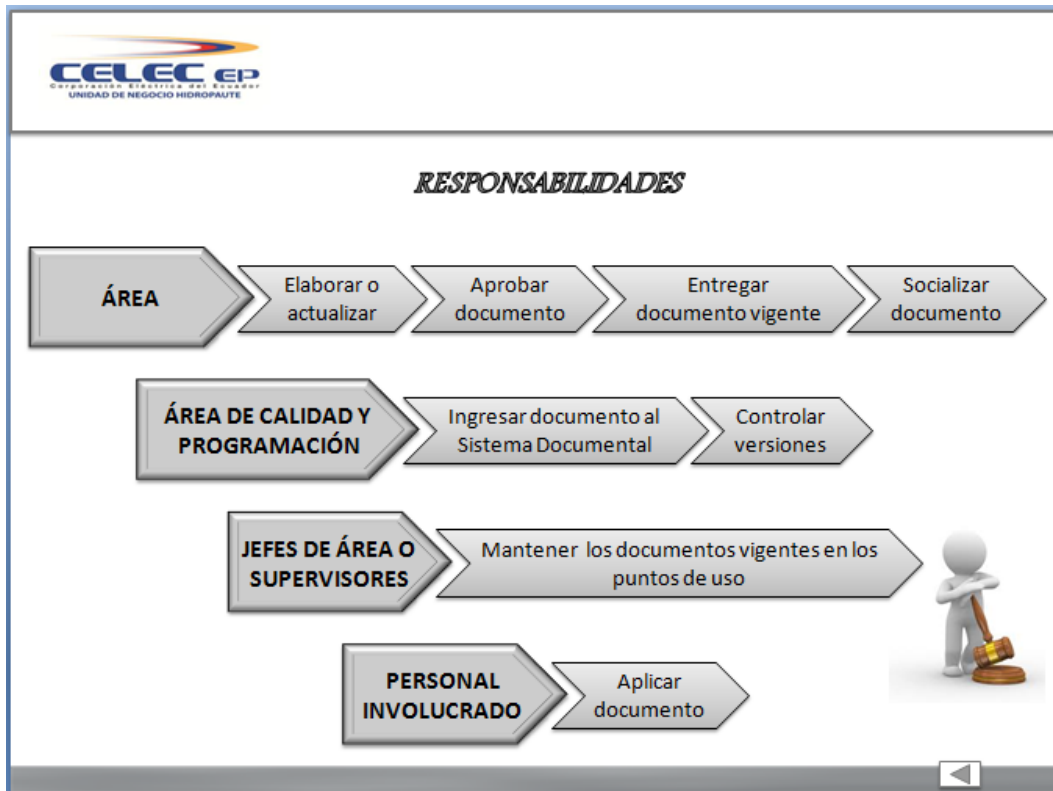 CELEC EP
Corporación Eléctrica del Ecuador
UNIDAD DE NEGOCIO HIDROPAUTE
RESPONSABILIDADES
ÁREA
Elaborar o
actualizar
Aprobar
documento
Entregar
documento vigente
Socializar
documento
ÁREA DE CALIDAD Y
PROGRAMACIÓN
Ingresar documento al
Sistema Documental
Controlar
versiones
JEFES DE ÁREA O
SUPERVISORES
Mantener los documentos vigentes en los
puntos de uso
PERSONAL
INVOLUCRADO
Aplicar
documento